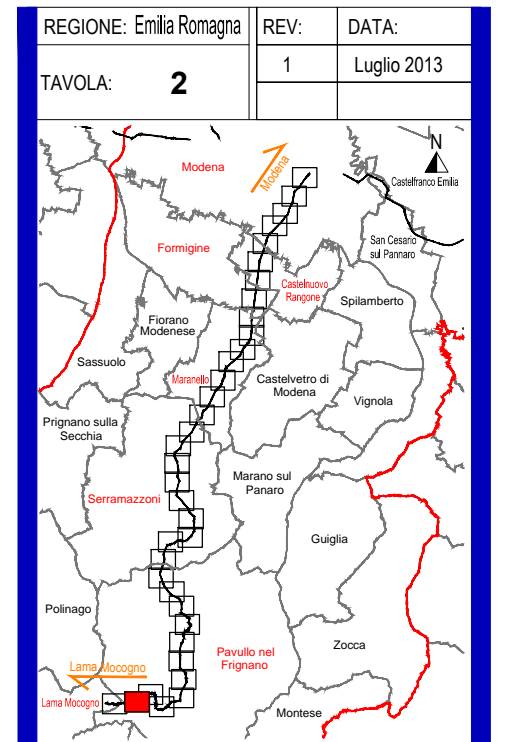 REGIONE: Emilia Romagna
REV:
DATA:
TAVOLA: 2
1
Luglio 2013
N
Modena
Modena
Castelfranco Emilia
San Cesario
sul Pannaro
Formigine
Castelnuovo
Rangone
Spilamberto
Fiorano
Modenese
Sassuolo
Maranello
Castelvetro di
Modena
Vignola
Prignano sulla
Secchia
Marano sul
Panaro
Serramazzoni
Guiglia
Polinago
Zocca
Pavullo nel
Frignano
Lama Mocogno
Lama Mocogno
Montese